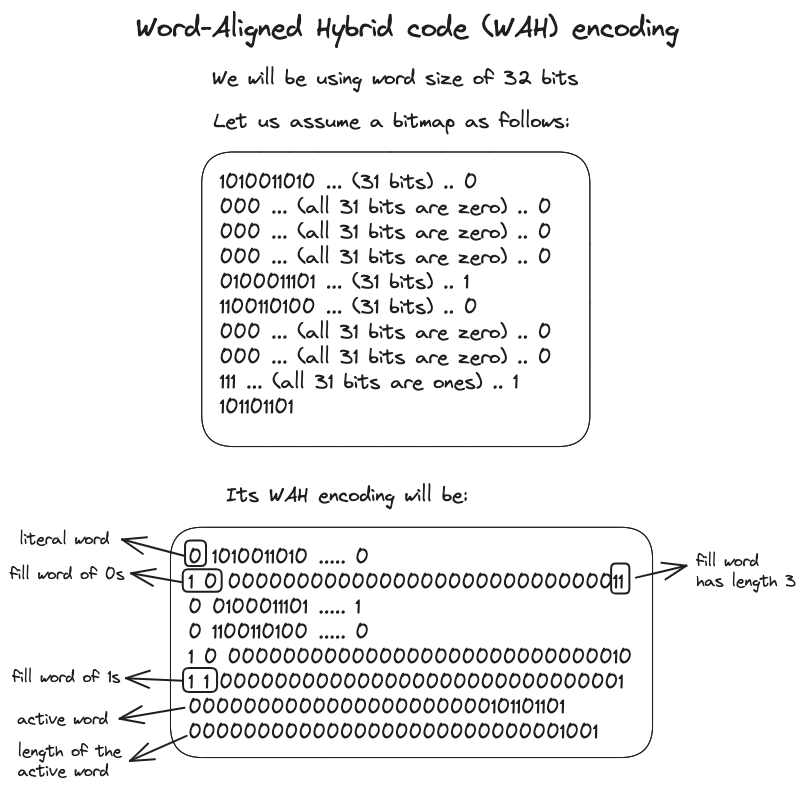 Word-Aligned Hybrid code (WAH) encoding
We will be using word size of 32 bits
Let us assume a bitmap as follows:
1010011010 ... (31 bits) .. 0
000 ... (all 31 bits are zero) .. 0
000 ... (all 31 bits are zero) .. 0
000 ... (all 31 bits are zero) .. 0
0100011101 ... (31 bits) .. 1
1100110100 ... (31 bits) .. 0
000 ... (all 31 bits are zero) .. 0
000 ... (all 31 bits are zero) .. 0
111 ... (all 31 bits are ones) .. 1
101101101
Its WAH encoding will be:
literal word
0 1010011010 ..... 0
fill word of 0s
1 0 000000000000000000000000000011
fill word
has length 3
0 0100011101 ..... 1
0 1100110100 ..... 0
1 0 000000000000000000000000000010
fill word of 1s
1 1 000000000000000000000000000001
active word
0000000000000000000000101101101
length of the
active word
0000000000000000000000000001001